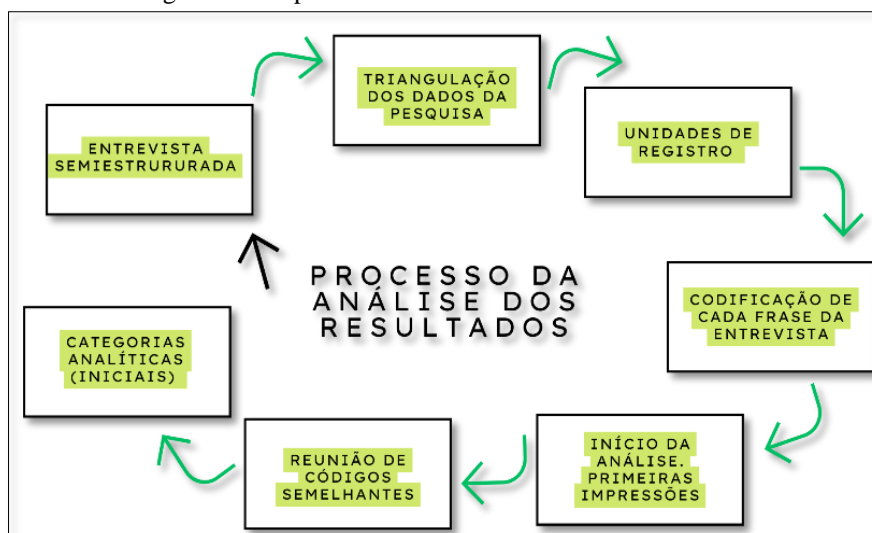 TRIANGULAÇÃO
DOS DADOS DA
PESQUISA
ENTREVISTA
SEMIESTRURURADA
UNIDADES DE
REGISTRO
PROCESSO DA
ANÁLISE DOS
RESULTADOS
CODIFICAÇÃO DE
CADA FRASE DA
ENTREVISTA
CATEGORIAS
ANALÍTICAS
(INICIAIS)
REUNIÃO DE
CÓDIGOS
SEMELHANTES
INÍCIO DA
ANÁLISE.
PRIMEIRAS
IMPRESSÕES